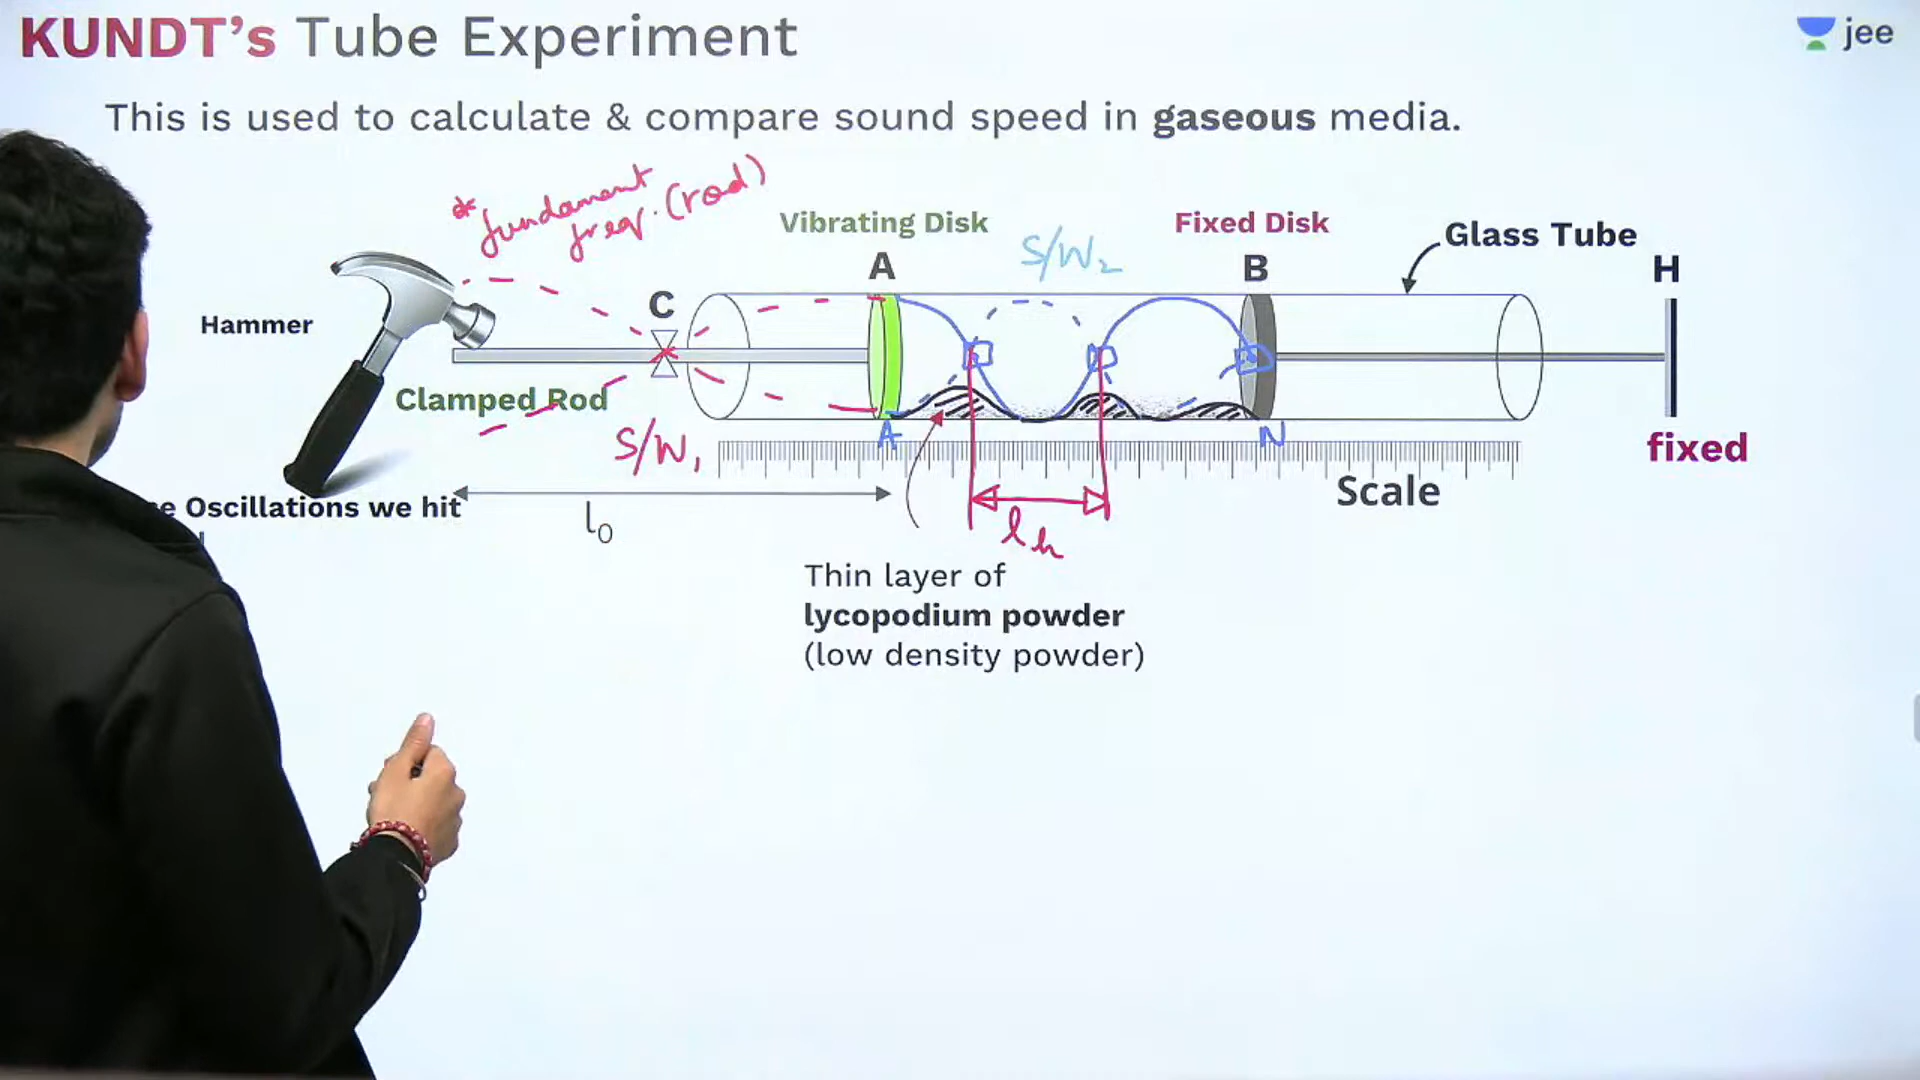 KUNDT's Tube Experiment
jee
This is used to calculate & compare sound speed in gaseous media.
* fundament
freq. (rod)
Vibrating Disk
Fixed Disk
S/W2
Glass Tube
A
B
H
C
Hammer
Clamped Rod
A
N
S/W1
fixed
Scale
e Oscillations we hit
l0
lh
Thin layer of
lycopodium powder
(low density powder)